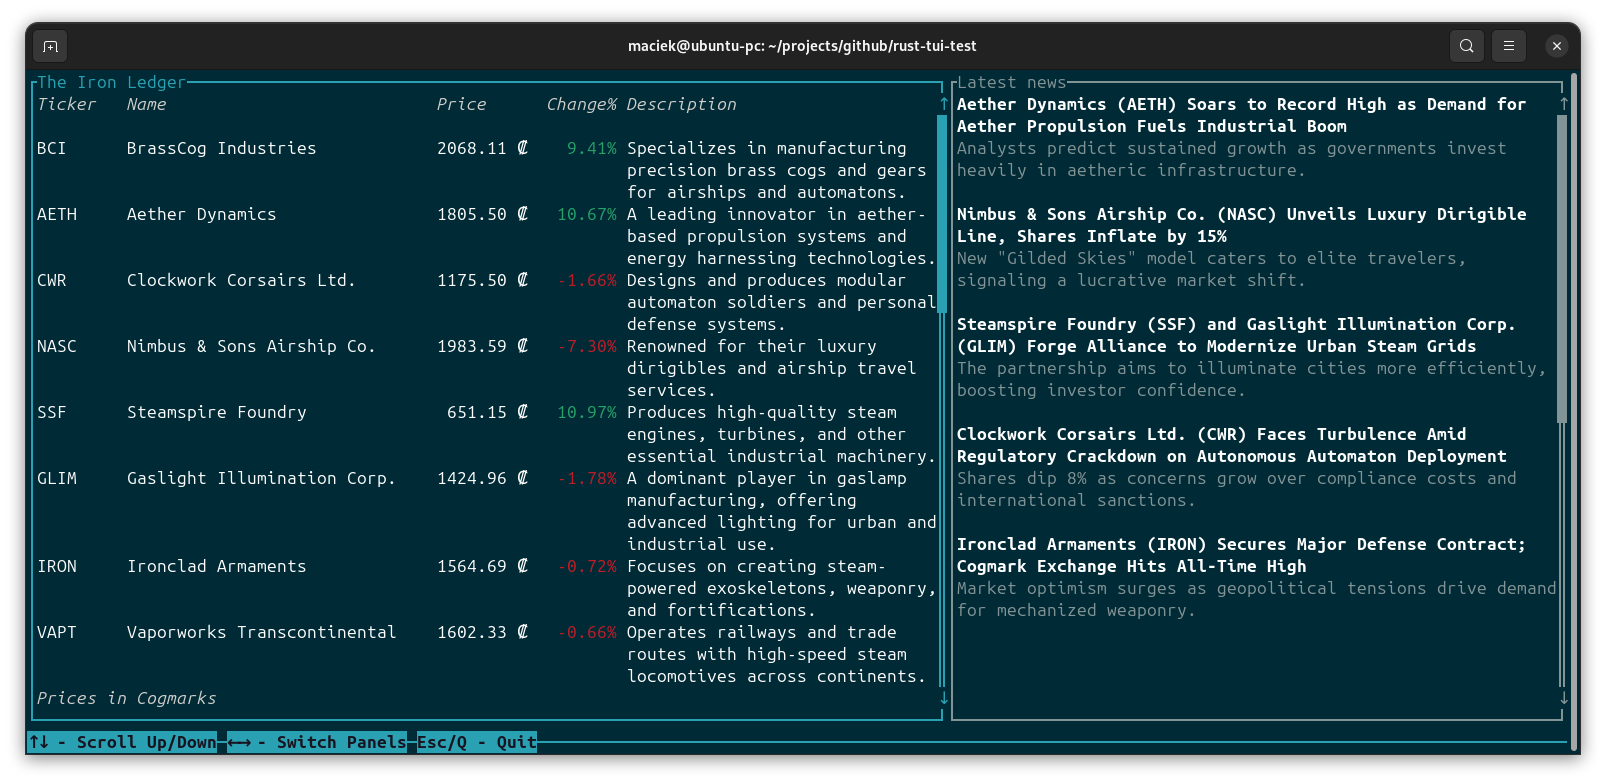 maciek@ubuntu-pc: ~/projects/github/rust-tui-test
The Iron Ledger
Ticker Name Price Change% Description
BCI BrassCog Industries 2068.11 ₡ 9.41% Specializes in manufacturing
precision brass cogs and gears
for airships and automatons.
AETH Aether Dynamics 1805.50 ₡ 10.67% A leading innovator in aether-
based propulsion systems and
energy harnessing technologies.
CWR Clockwork Corsairs Ltd. 1175.50 ₡ -1.66% Designs and produces modular
automaton soldiers and personal
defense systems.
NASC Nimbus & Sons Airship Co. 1983.59 ₡ -7.30% Renowned for their luxury
dirigibles and airship travel
services.
SSF Steamspire Foundry 651.15 ₡ 10.97% Produces high-quality steam
engines, turbines, and other
essential industrial machinery.
GLIM Gaslight Illumination Corp. 1424.96 ₡ -1.78% A dominant player in gaslamp
manufacturing, offering
advanced lighting for urban and
industrial use.
IRON Ironclad Armaments 1564.69 ₡ -0.72% Focuses on creating steam-
powered exoskeletons, weaponry,
and fortifications.
VAPT Vaporworks Transcontinental 1602.33 ₡ -0.66% Operates railways and trade
routes with high-speed steam
locomotives across continents.
Prices in Cogmarks
Latest news
Aether Dynamics (AETH) Soars to Record High as Demand for
Aether Propulsion Fuels Industrial Boom
Analysts predict sustained growth as governments invest
heavily in aetheric infrastructure.
Nimbus & Sons Airship Co. (NASC) Unveils Luxury Dirigible
Line, Shares Inflate by 15%
New "Gilded Skies" model caters to elite travelers,
signaling a lucrative market shift.
Steamspire Foundry (SSF) and Gaslight Illumination Corp.
(GLIM) Forge Alliance to Modernize Urban Steam Grids
The partnership aims to illuminate cities more efficiently,
boosting investor confidence.
Clockwork Corsairs Ltd. (CWR) Faces Turbulence Amid
Regulatory Crackdown on Autonomous Automaton Deployment
Shares dip 8% as concerns grow over compliance costs and
international sanctions.
Ironclad Armaments (IRON) Secures Major Defense Contract;
Cogmark Exchange Hits All-Time High
Market optimism surges as geopolitical tensions drive demand
for mechanized weaponry.
↑↓ - Scroll Up/Down ←→ - Switch Panels Esc/Q - Quit